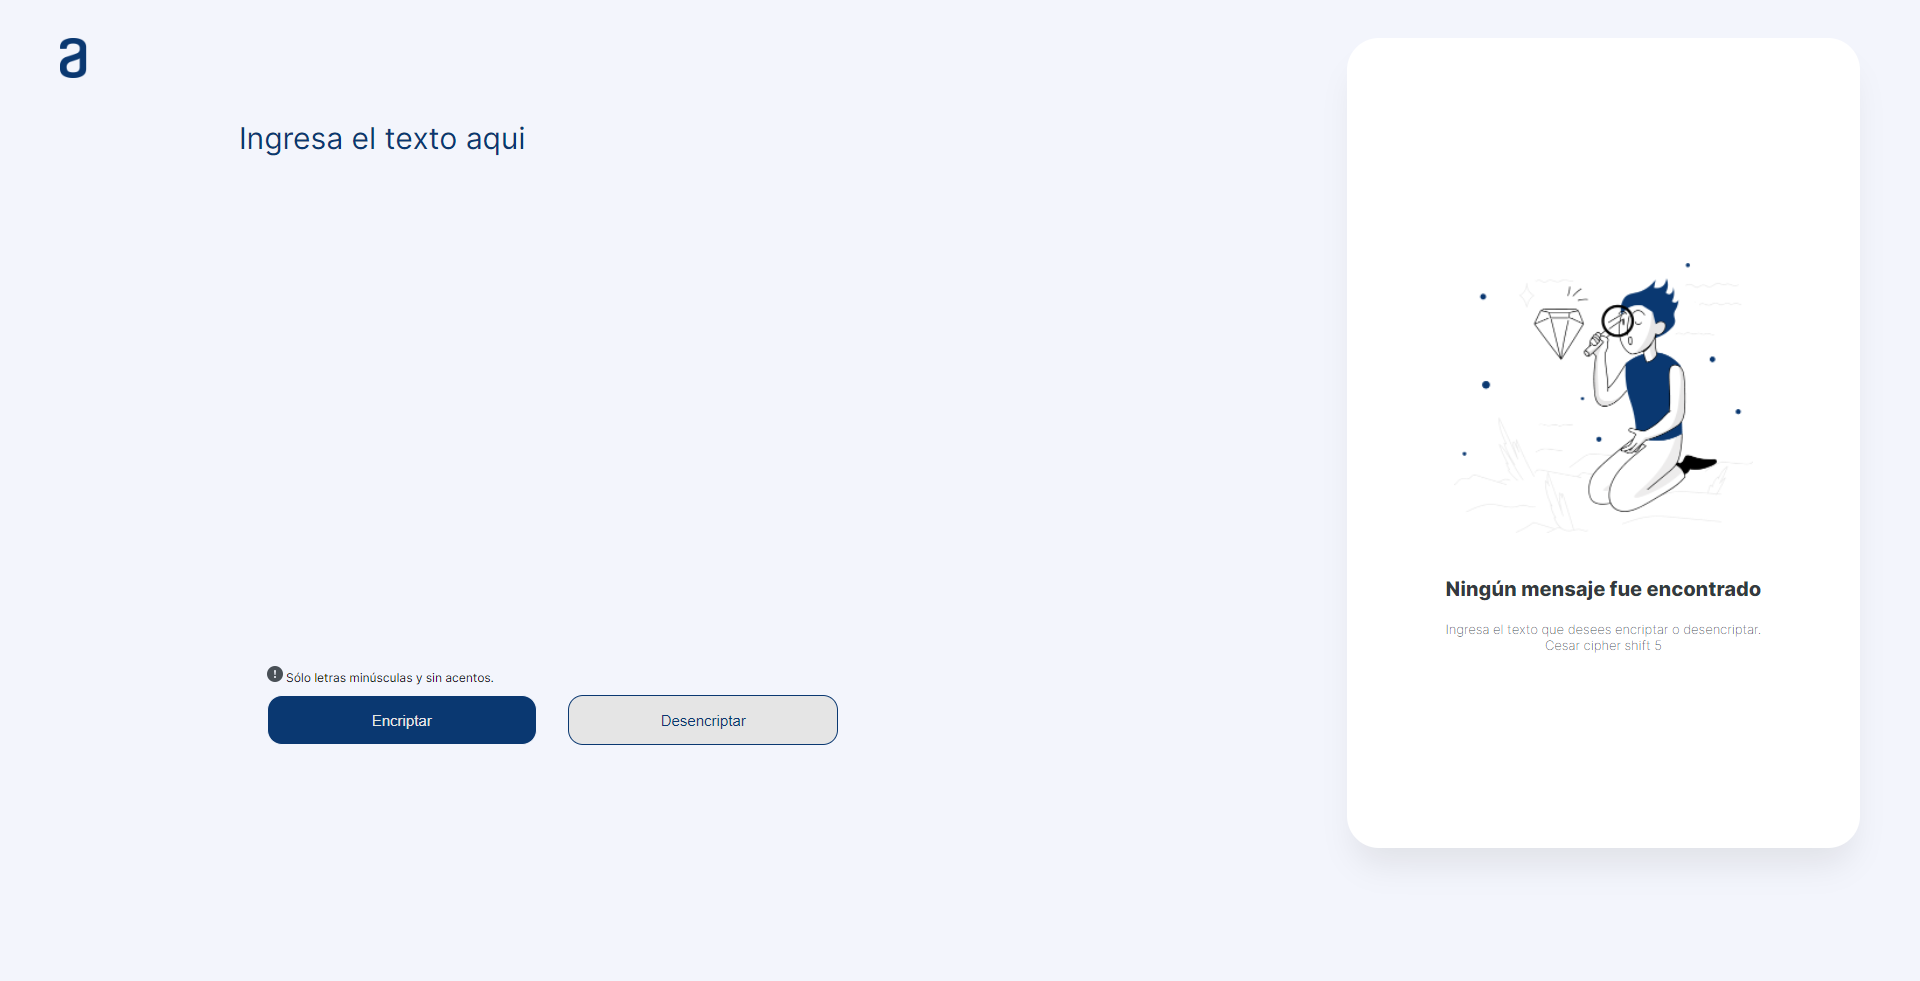 a
Ingresa el texto aqui
Sólo letras minúsculas y sin acentos.
Encriptar
Desencriptar
Ningún mensaje fue encontrado
Ingresa el texto que desees encriptar o desencriptar.
Cesar cipher shift 5